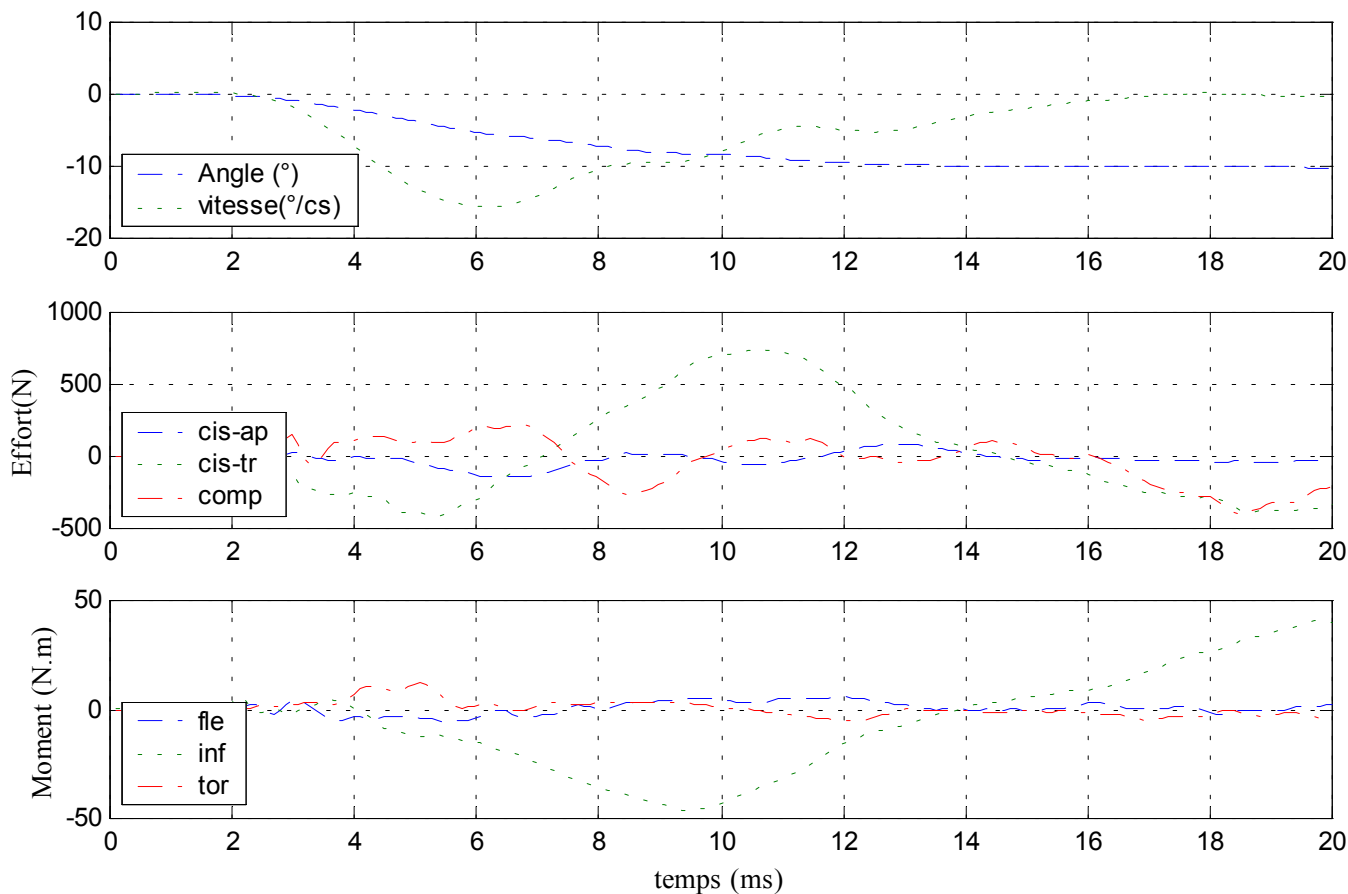 10
0
-10
-20
Angle (°)
vitesse(°/cs)
0 2 4 6 8 10 12 14 16 18 20
Effort(N)
1000
500
0
-500
cis-ap
cis-tr
comp
0 2 4 6 8 10 12 14 16 18 20
Moment (N.m)
50
0
-50
fle
inf
tor
0 2 4 6 8 10 12 14 16 18 20
temps (ms)